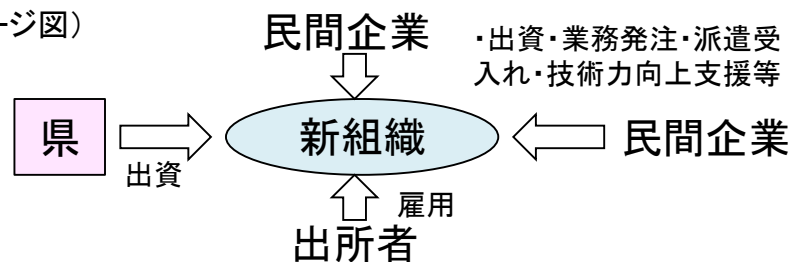 ージ図）
民間企業
・出資・業務発注・派遣受
入れ・技術力向上支援等
県
新組織
民間企業
出資
雇用
出所者